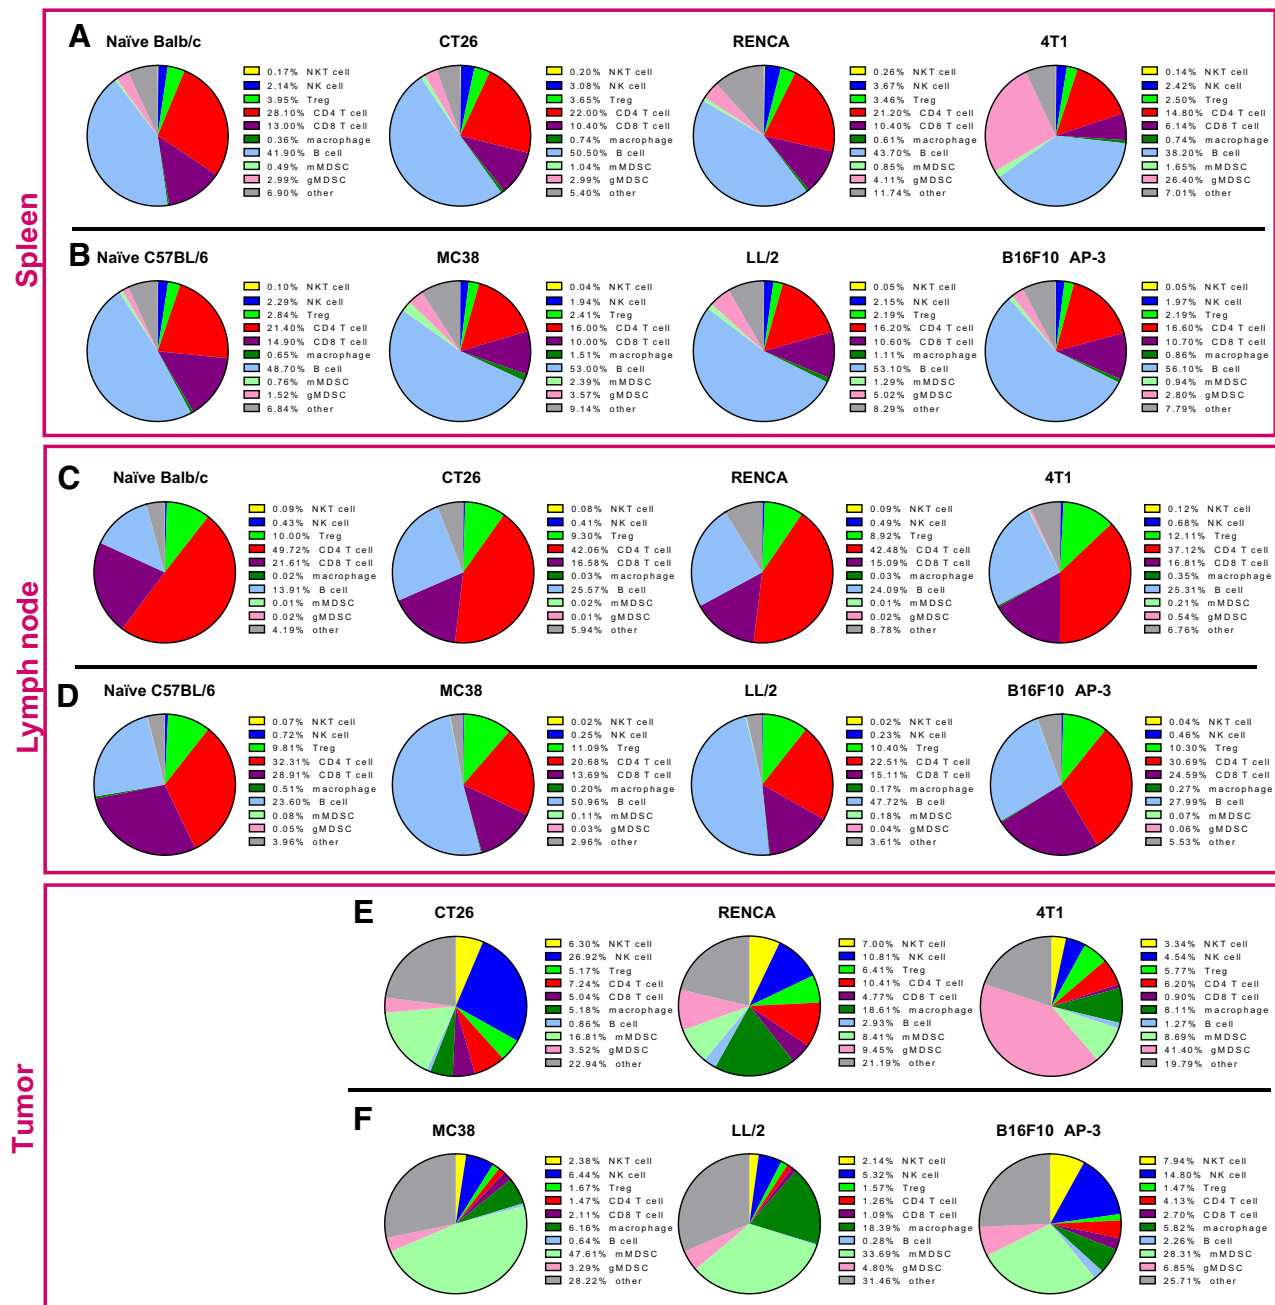 Spleen
A
Naïve Balb/c
0.17% NKT cell
2.14% NK cell
3.95% Treg
28.10% CD4 T cell
13.00% CD8 T cell
0.36% macrophage
41.90% B cell
0.49% mMDSC
2.99% gMDSC
6.90% other
CT26
0.20% NKT cell
3.08% NK cell
3.65% Treg
22.00% CD4 T cell
10.40% CD8 T cell
0.74% macrophage
50.50% B cell
1.04% mMDSC
2.99% gMDSC
5.40% other
RENCA
0.26% NKT cell
3.67% NK cell
3.46% Treg
21.20% CD4 T cell
10.40% CD8 T cell
0.61% macrophage
43.70% B cell
0.85% mMDSC
4.11% gMDSC
11.74% other
4T1
0.14% NKT cell
2.42% NK cell
2.50% Treg
14.80% CD4 T cell
6.14% CD8 T cell
0.74% macrophage
38.20% B cell
1.65% mMDSC
26.40% gMDSC
7.01% other
B
Naïve C57BL/6
0.10% NKT cell
2.29% NK cell
2.84% Treg
21.40% CD4 T cell
14.90% CD8 T cell
0.65% macrophage
48.70% B cell
0.76% mMDSC
1.52% gMDSC
6.84% other
MC38
0.04% NKT cell
1.94% NK cell
2.41% Treg
16.00% CD4 T cell
10.00% CD8 T cell
1.51% macrophage
53.00% B cell
2.39% mMDSC
3.57% gMDSC
9.14% other
LL/2
0.05% NKT cell
2.15% NK cell
2.19% Treg
16.20% CD4 T cell
10.60% CD8 T cell
1.11% macrophage
53.10% B cell
1.29% mMDSC
5.02% gMDSC
8.29% other
B16F10 AP-3
0.05% NKT cell
1.97% NK cell
2.19% Treg
16.60% CD4 T cell
10.70% CD8 T cell
0.86% macrophage
56.10% B cell
0.94% mMDSC
2.80% gMDSC
7.79% other
Lymph node
C
Naïve Balb/c
0.09% NKT cell
0.43% NK cell
10.00% Treg
49.72% CD4 T cell
21.61% CD8 T cell
0.02% macrophage
13.91% B cell
0.01% mMDSC
0.02% gMDSC
4.19% other
CT26
0.08% NKT cell
0.41% NK cell
9.30% Treg
42.06% CD4 T cell
16.58% CD8 T cell
0.03% macrophage
25.57% B cell
0.02% mMDSC
0.01% gMDSC
5.94% other
RENCA
0.09% NKT cell
0.49% NK cell
8.92% Treg
42.48% CD4 T cell
15.09% CD8 T cell
0.03% macrophage
24.09% B cell
0.01% mMDSC
0.02% gMDSC
8.78% other
4T1
0.12% NKT cell
0.68% NK cell
12.11% Treg
37.12% CD4 T cell
16.81% CD8 T cell
0.35% macrophage
25.31% B cell
0.21% mMDSC
0.54% gMDSC
6.76% other
D
Naïve C57BL/6
0.07% NKT cell
0.72% NK cell
9.81% Treg
32.31% CD4 T cell
28.91% CD8 T cell
0.51% macrophage
23.60% B cell
0.08% mMDSC
0.05% gMDSC
3.96% other
MC38
0.02% NKT cell
0.25% NK cell
11.09% Treg
20.68% CD4 T cell
13.69% CD8 T cell
0.20% macrophage
50.96% B cell
0.11% mMDSC
0.03% gMDSC
2.96% other
LL/2
0.02% NKT cell
0.23% NK cell
10.40% Treg
22.51% CD4 T cell
15.11% CD8 T cell
0.17% macrophage
47.72% B cell
0.18% mMDSC
0.04% gMDSC
3.61% other
B16F10 AP-3
0.04% NKT cell
0.46% NK cell
10.30% Treg
30.69% CD4 T cell
24.59% CD8 T cell
0.27% macrophage
27.99% B cell
0.07% mMDSC
0.06% gMDSC
5.53% other
Tumor
E
CT26
6.30% NKT cell
26.92% NK cell
5.17% Treg
7.24% CD4 T cell
5.04% CD8 T cell
5.18% macrophage
0.86% B cell
16.81% mMDSC
3.52% gMDSC
22.94% other
RENCA
7.00% NKT cell
10.81% NK cell
6.41% Treg
10.41% CD4 T cell
4.77% CD8 T cell
18.61% macrophage
2.93% B cell
8.41% mMDSC
9.45% gMDSC
21.19% other
4T1
3.34% NKT cell
4.54% NK cell
5.77% Treg
6.20% CD4 T cell
0.90% CD8 T cell
8.11% macrophage
1.27% B cell
8.69% mMDSC
41.40% gMDSC
19.79% other
F
MC38
2.38% NKT cell
6.44% NK cell
1.67% Treg
1.47% CD4 T cell
2.11% CD8 T cell
6.16% macrophage
0.64% B cell
47.61% mMDSC
3.29% gMDSC
28.22% other
LL/2
2.14% NKT cell
5.32% NK cell
1.57% Treg
1.26% CD4 T cell
1.09% CD8 T cell
18.39% macrophage
0.28% B cell
33.69% mMDSC
4.80% gMDSC
31.46% other
B16F10 AP-3
7.94% NKT cell
14.80% NK cell
1.47% Treg
4.13% CD4 T cell
2.70% CD8 T cell
5.82% macrophage
2.26% B cell
28.31% mMDSC
6.85% gMDSC
25.71% other